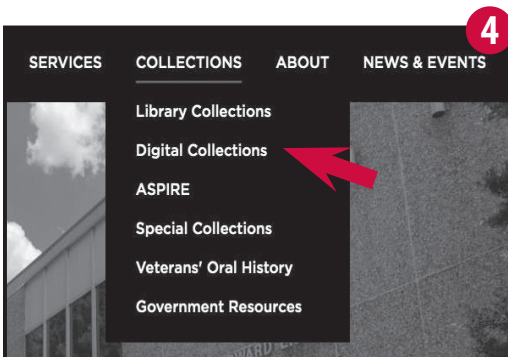 4
SERVICES COLLECTIONS ABOUT NEWS & EVENTS
Library Collections
Digital Collections
ASPIRE
Special Collections
Veterans' Oral History
Government Resources